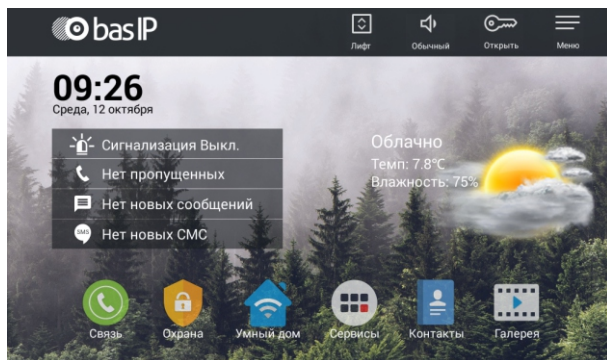 bas IP
Лифт
Обычный
Открыть
Меню
09:26
Среда, 12 октября
Сигнализация Выкл.
Нет пропущенных
Нет новых сообщений
SMS
Нет новых СМС
Облачно
Темп: 7.8°C
Влажность: 75%
Связь
Охрана
Умный дом
Сервисы
Контакты
Галерея